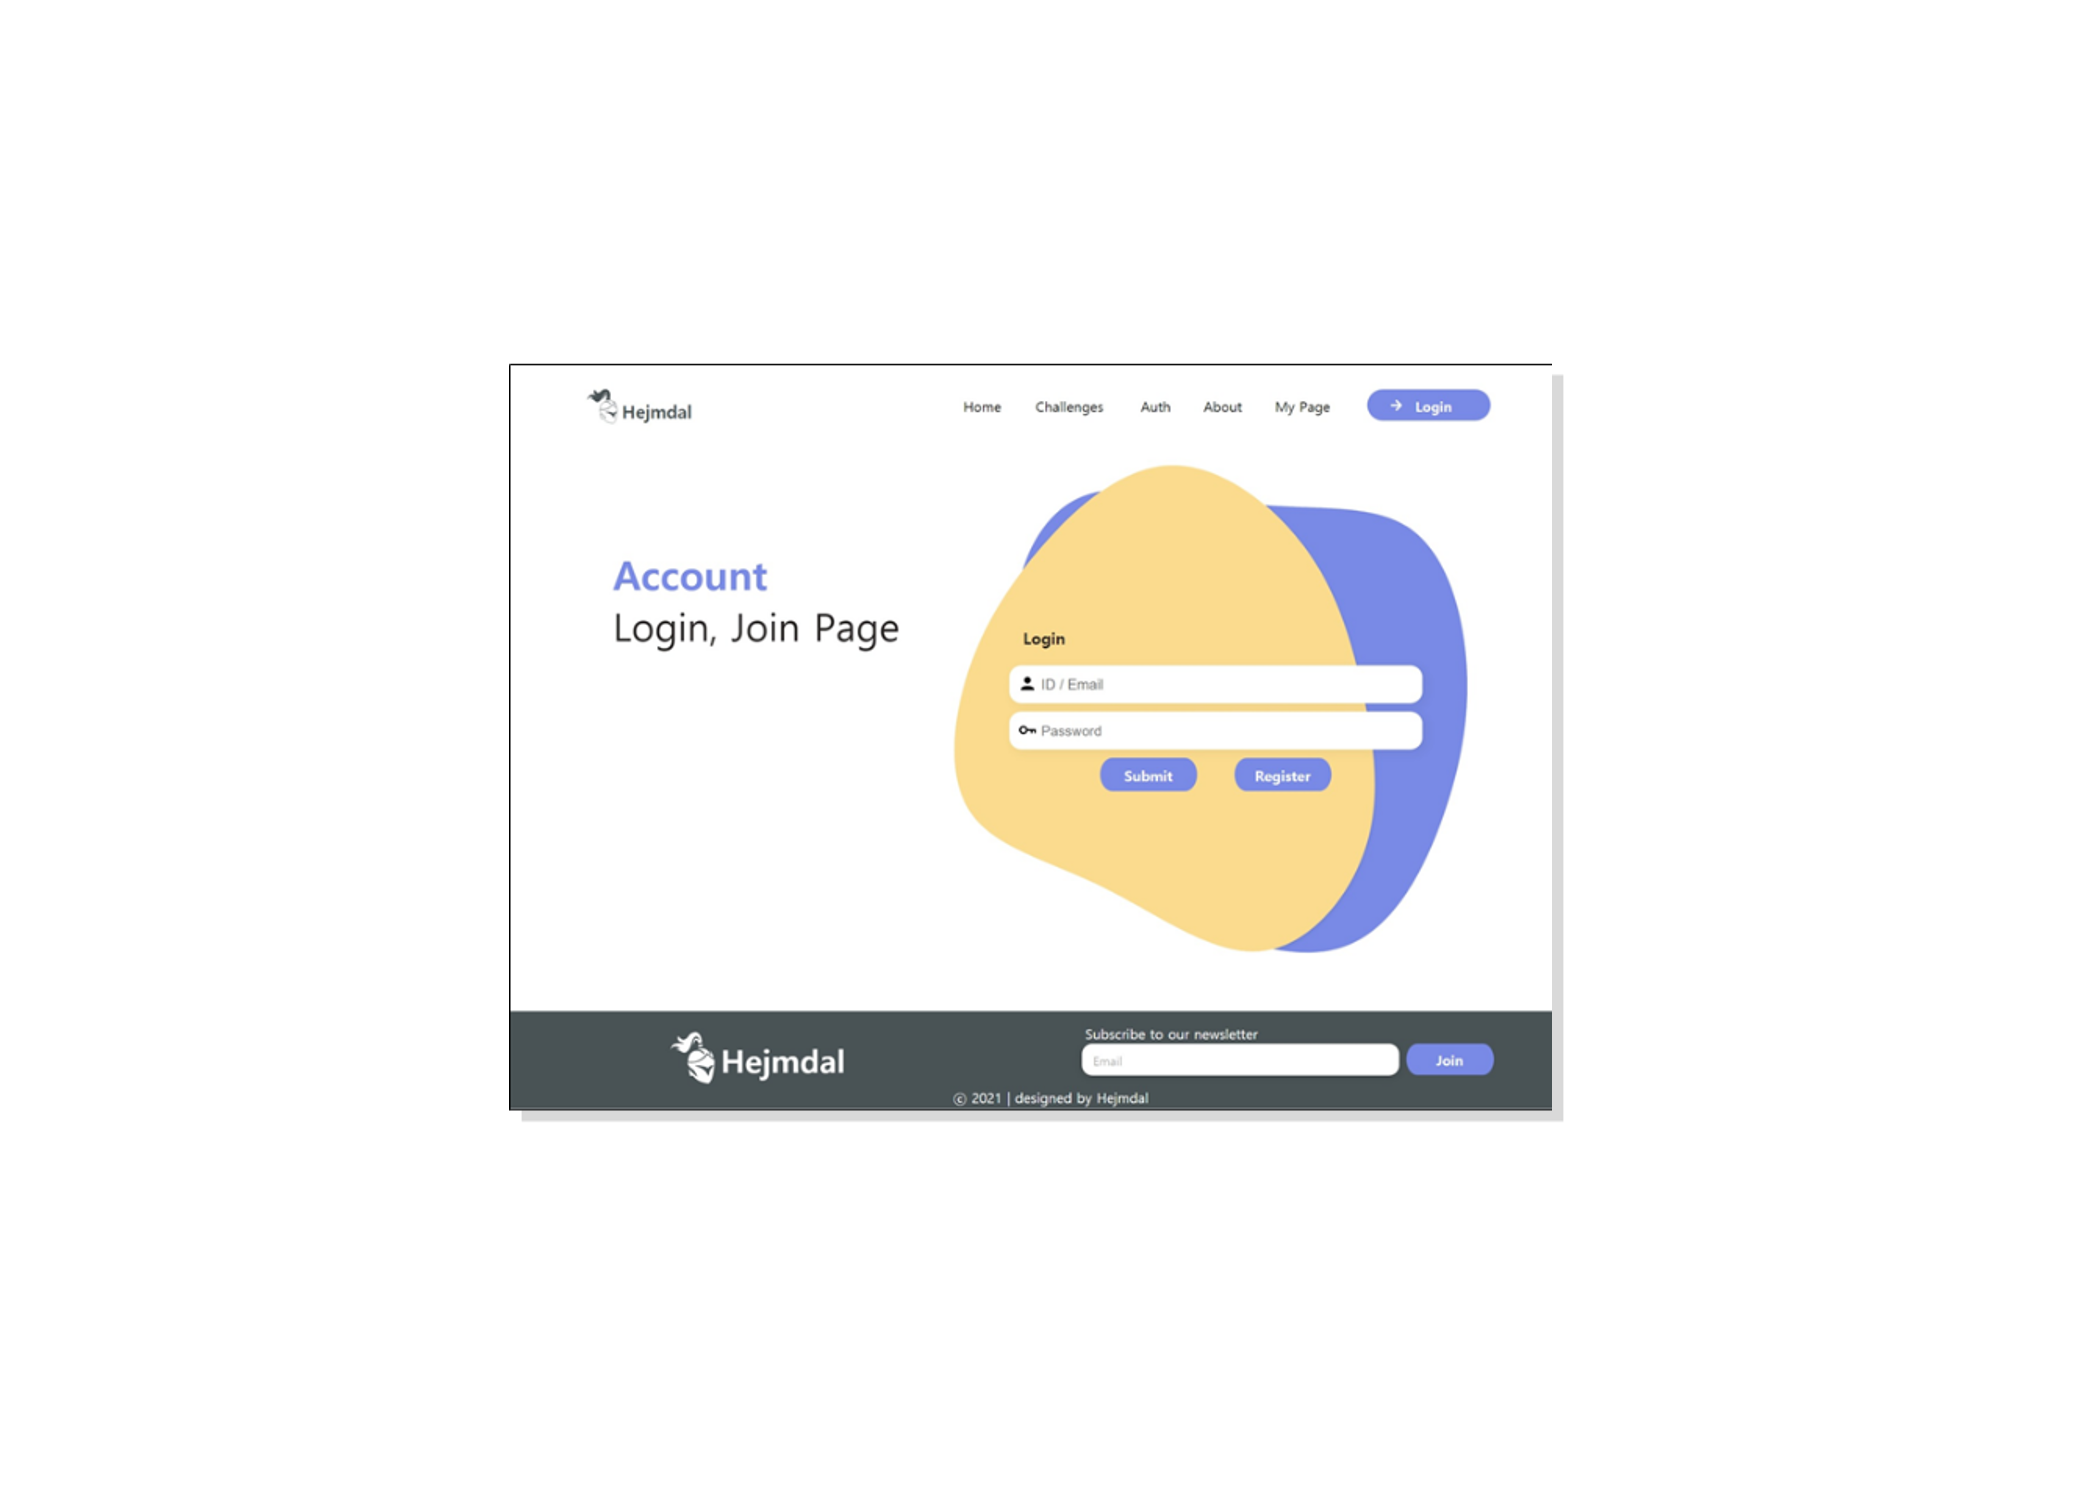 Hejmdal
Home Challenges Auth About My Page Login
Account
Login, Join Page
Login
ID / Email
Password
Submit Register
Subscribe to our newsletter
Hejmdal
Email Join
© 2021 | designed by Hejmdal